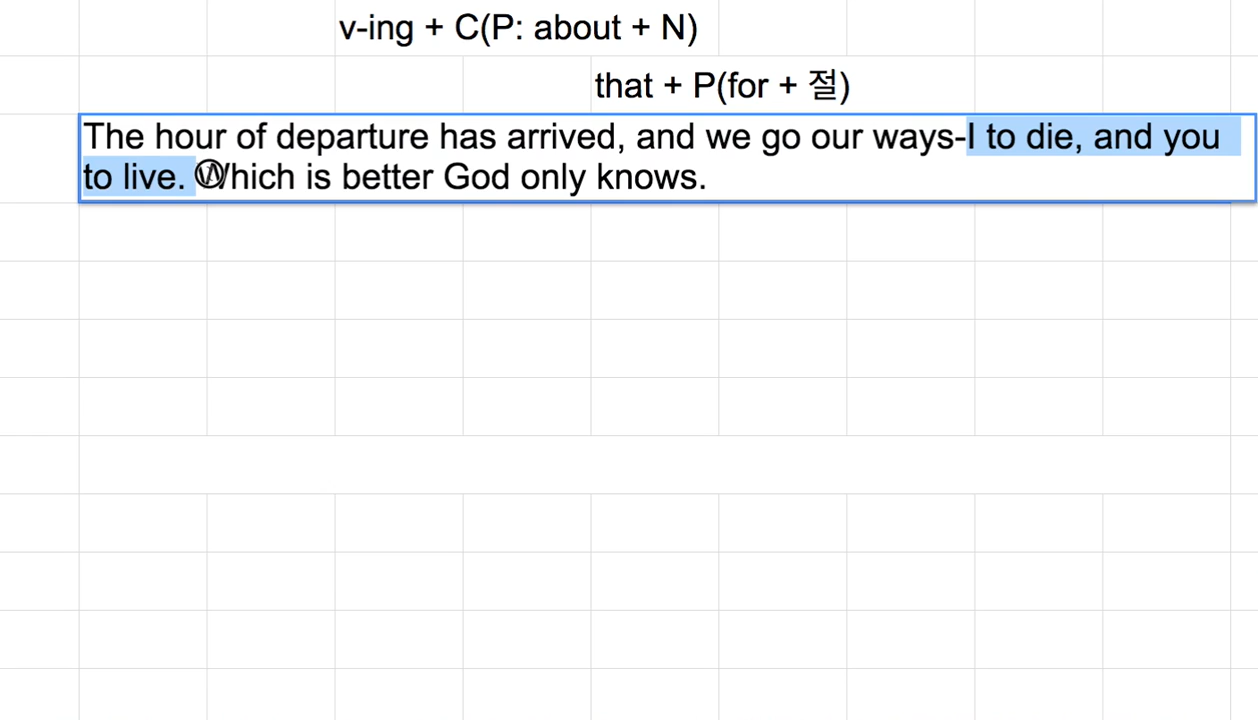 v-ing + C(P: about + N)
that + P(for + 절)
The hour of departure has arrived, and we go our ways-I to die, and you
to live. Which is better God only knows.